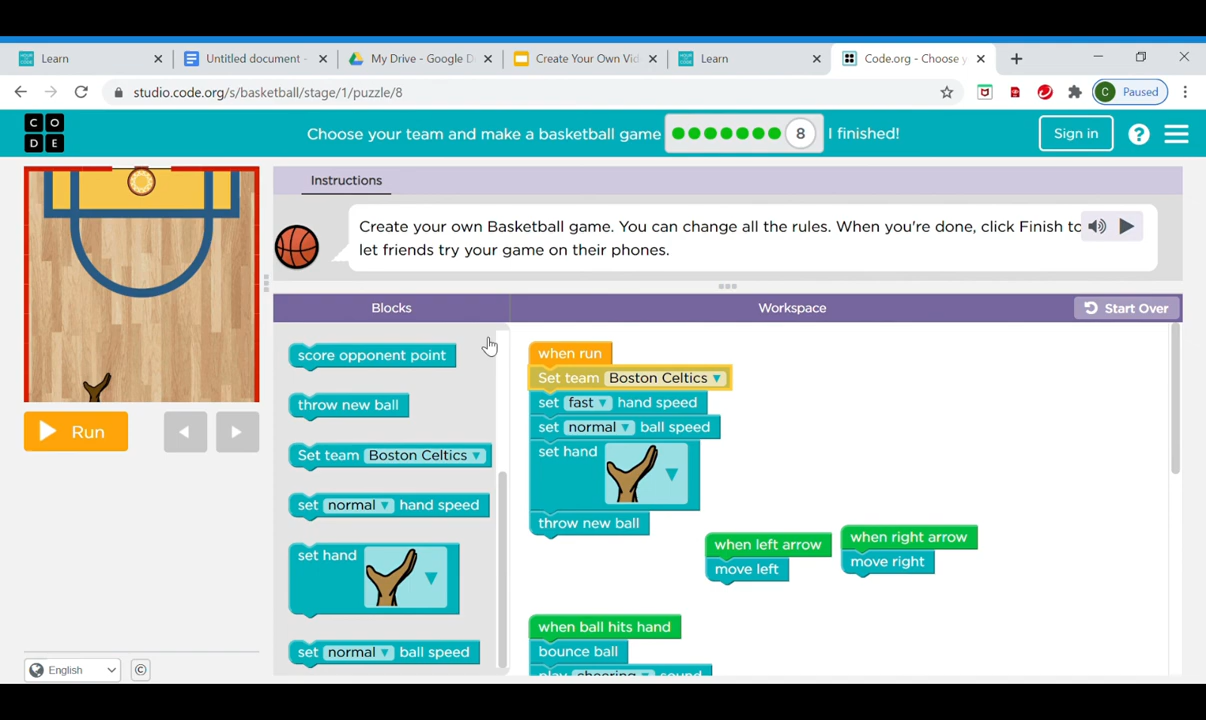 Learn
Untitled document -
My Drive - Google D
Create Your Own Vid
Learn
Code.org - Choose y
studio.code.org/s/basketball/stage/1/puzzle/8
C
Paused
C O
D E
Choose your team and make a basketball game
8
I finished!
Sign in
?
Instructions
Create your own Basketball game. You can change all the rules. When you're done, click Finish to
let friends try your game on their phones.
Blocks
Workspace
Start Over
score opponent point
throw new ball
Set team Boston Celtics
set normal hand speed
set hand
set normal ball speed
when run
Set team Boston Celtics
set fast hand speed
set normal ball speed
set hand
throw new ball
when left arrow
move left
when right arrow
move right
when ball hits hand
bounce ball
play cheering sound
Run
English
©